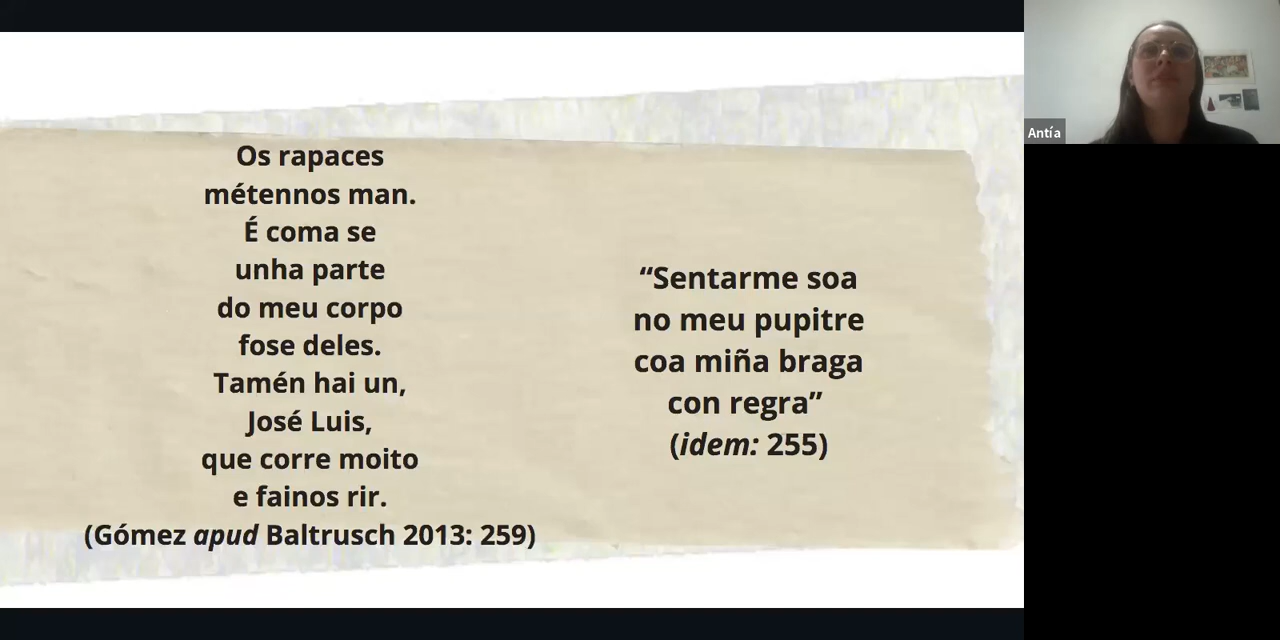 Os rapaces
métennos man.
É coma se
unha parte
do meu corpo
fose deles.
Tamén hai un,
José Luis,
que corre moito
e fainos rir.
(Gómez apud Baltrusch 2013: 259)
“Sentarme soa
no meu pupitre
coa miña braga
con regra”
(idem: 255)
Antía